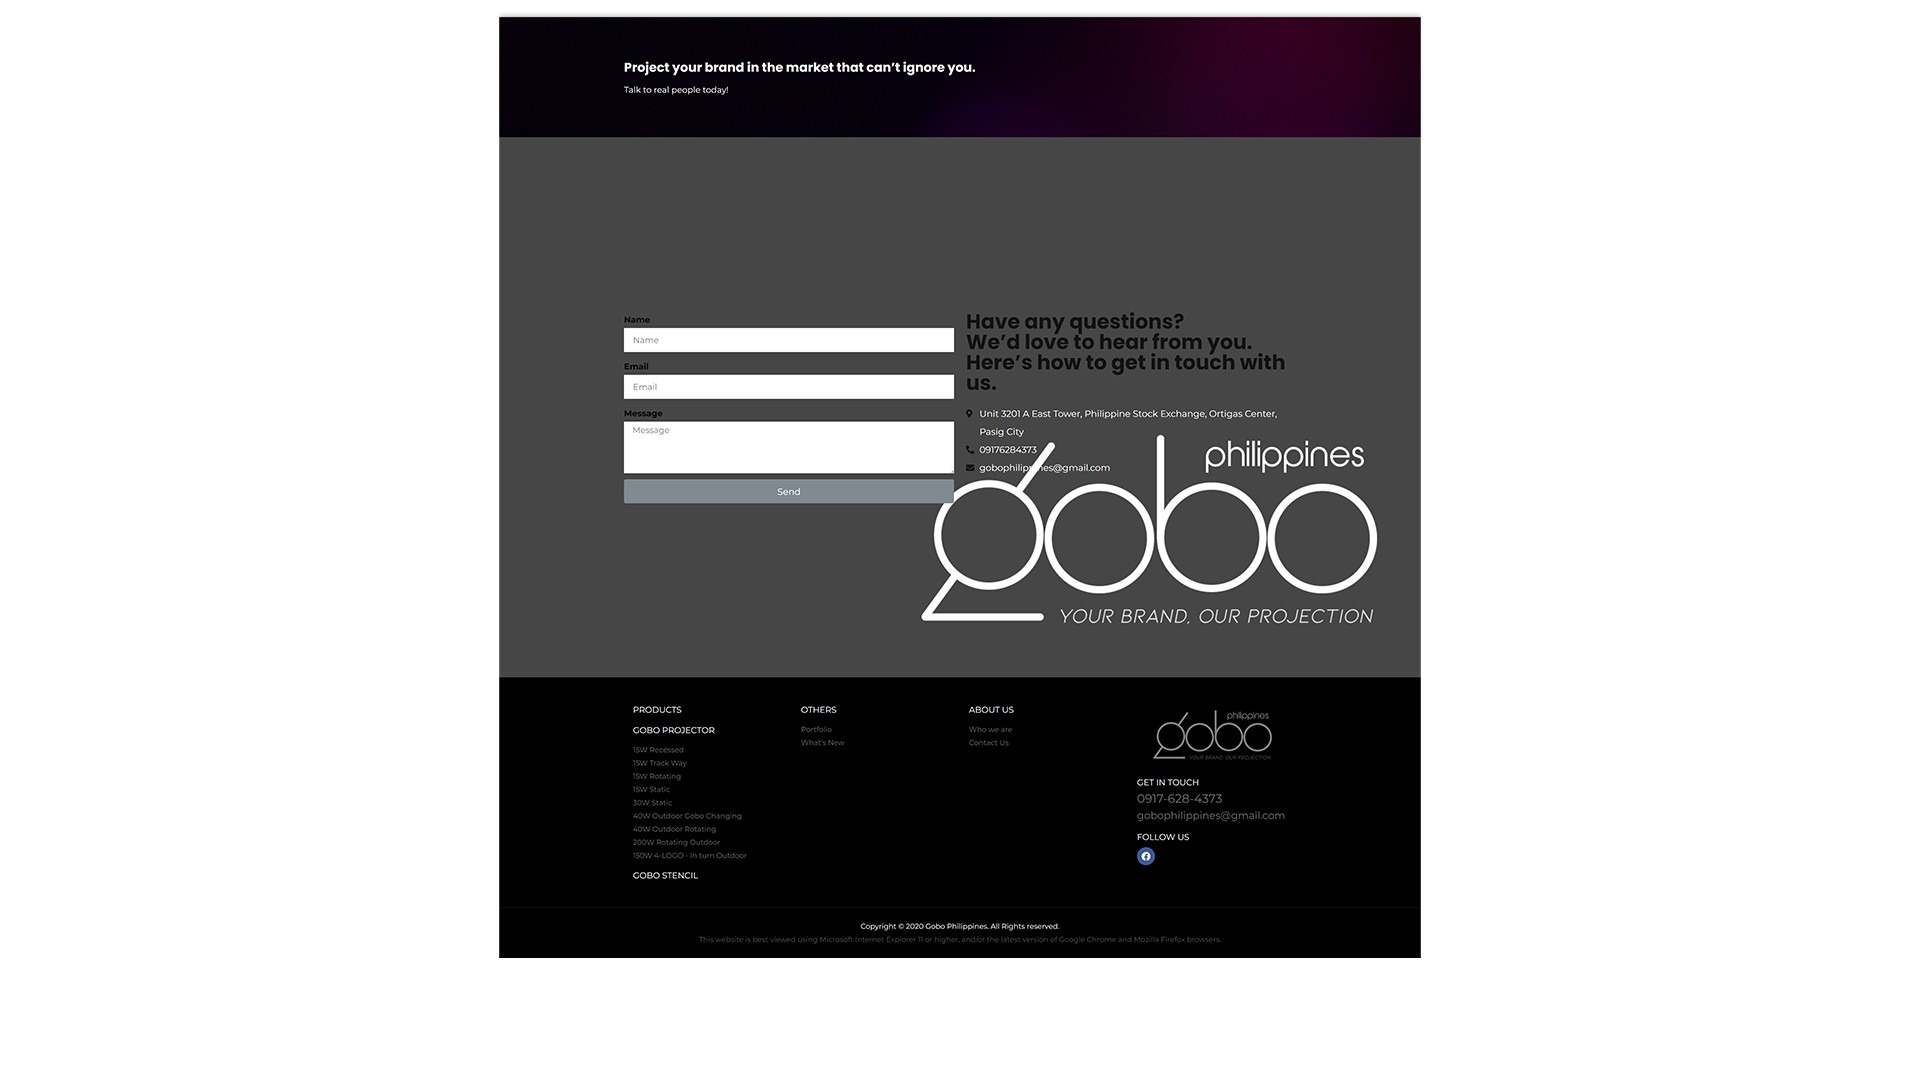 Project your brand in the market that can’t ignore you.
Talk to real people today!
Name
Name
Email
Email
Message
Message
Send
Have any questions?
We’d love to hear from you.
Here’s how to get in touch with
us.
Unit 3201 A East Tower, Philippine Stock Exchange, Ortigas Center,
Pasig City
09176284373
gobophilippines@gmail.com
philippines
gobo
YOUR BRAND, OUR PROJECTION
PRODUCTS
GOBO PROJECTOR
15W Recessed
15W Track Way
15W Rotating
15W Static
30W Static
40W Outdoor Gobo Changing
40W Outdoor Rotating
200W Rotating Outdoor
150W 4-LOGO - In turn Outdoor
GOBO STENCIL
OTHERS
Portfolio
What's New
ABOUT US
Who we are
Contact Us
philippines
gobo
YOUR BRAND, OUR PROJECTION
GET IN TOUCH
0917-628-4373
gobophilippines@gmail.com
FOLLOW US
Copyright © 2020 Gobo Philippines. All Rights reserved.
This website is best viewed using Microsoft Internet Explorer 11 or higher, and/or the latest version of Google Chrome and Mozilla Firefox browsers.